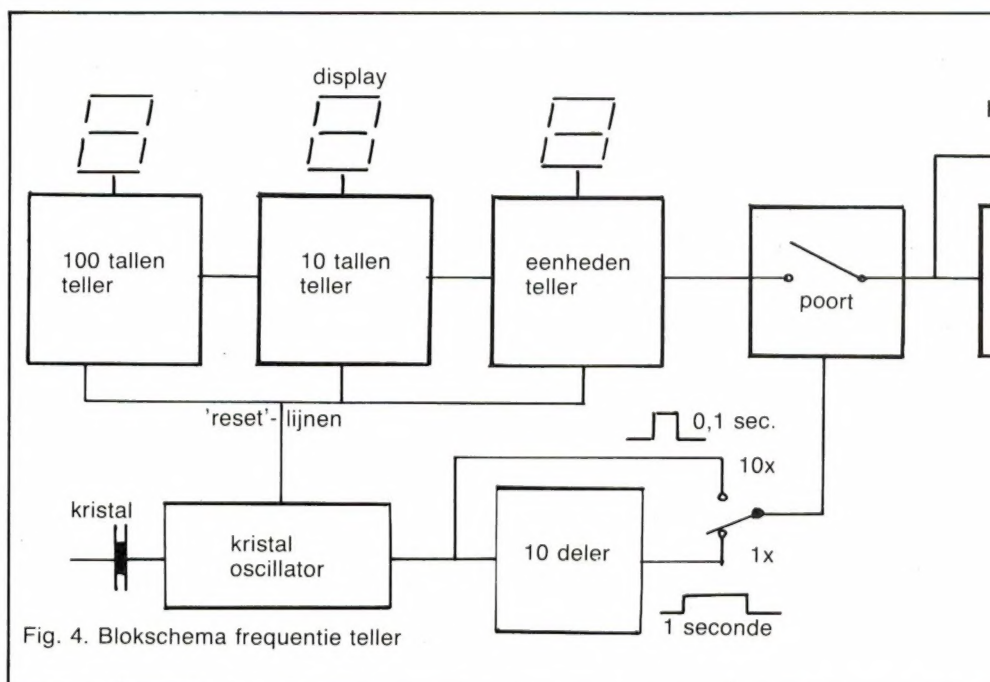 display
100 tallen
teller
10 tallen
teller
eenheden
teller
poort
'reset'- lijnen
0,1 sec.
10x
kristal
kristal
oscillator
10 deler
1x
1 seconde
Fig. 4. Blokschema frequentie teller